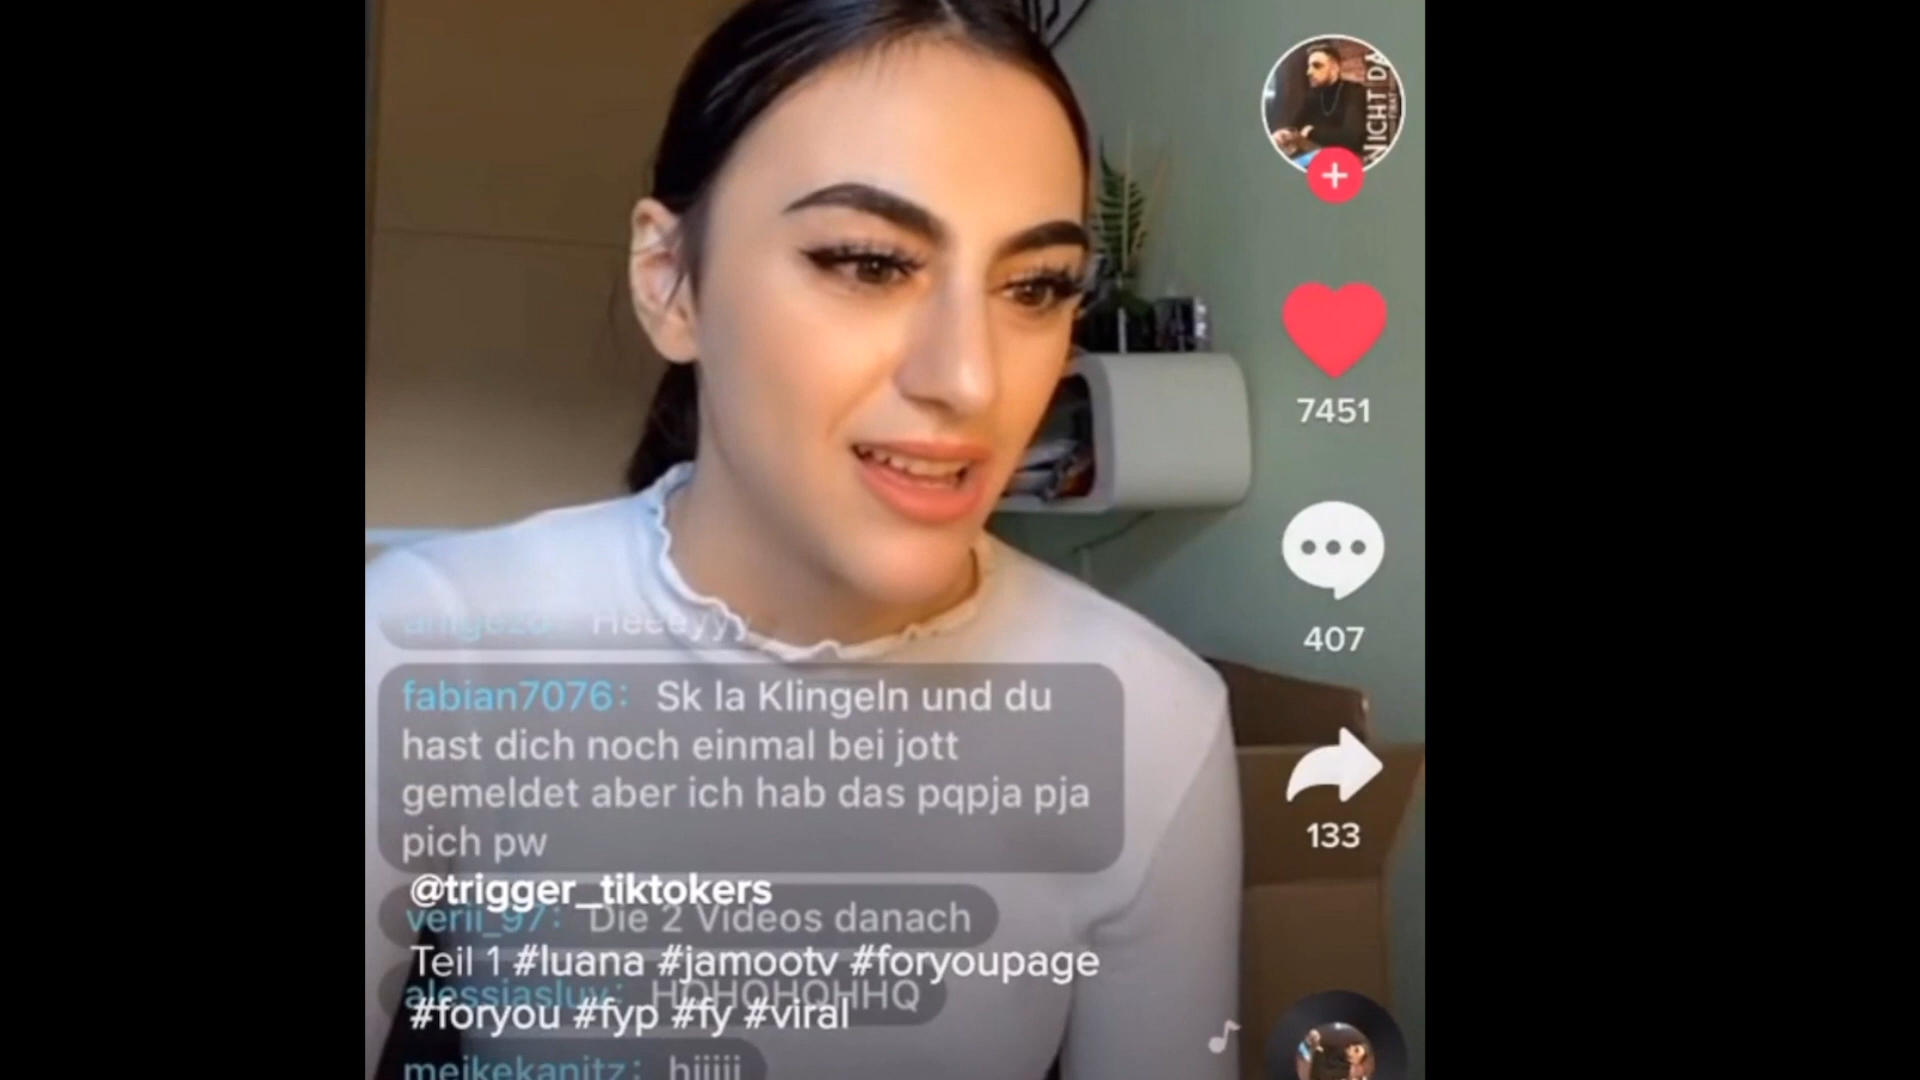 NICHT DA
7451
407
133
Heeeyyy
fabian7076: Sk la Klingeln und du
hast dich noch einmal bei jott
gemeldet aber ich hab das pqpja pja
pich pw
@trigger_tiktokers
verii_97: Die 2 Videos danach
Teil 1 #luana #jamootv #foryoupage
alessiasluv: HDHQHQHHQ
#foryou #fyp #fy #viral
meikekanitz: hiiiii